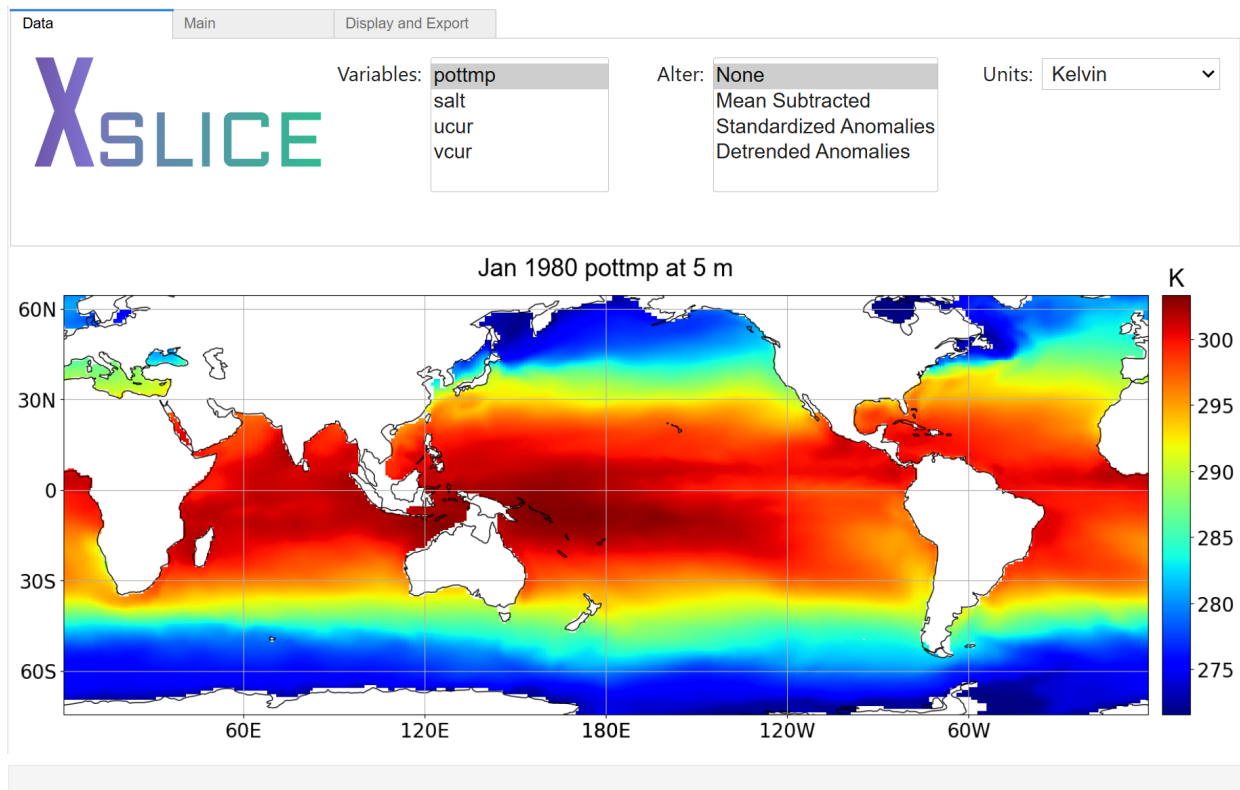 Data Main Display and Export
XSLICE
Variables: pottmp
salt
ucur
vcur
Alter: None
Mean Subtracted
Standardized Anomalies
Detrended Anomalies
Units: Kelvin
Jan 1980 pottmp at 5 m
K
60N
30N
0
30S
60S
60E 120E 180E 120W 60W
300
295
290
285
280
275